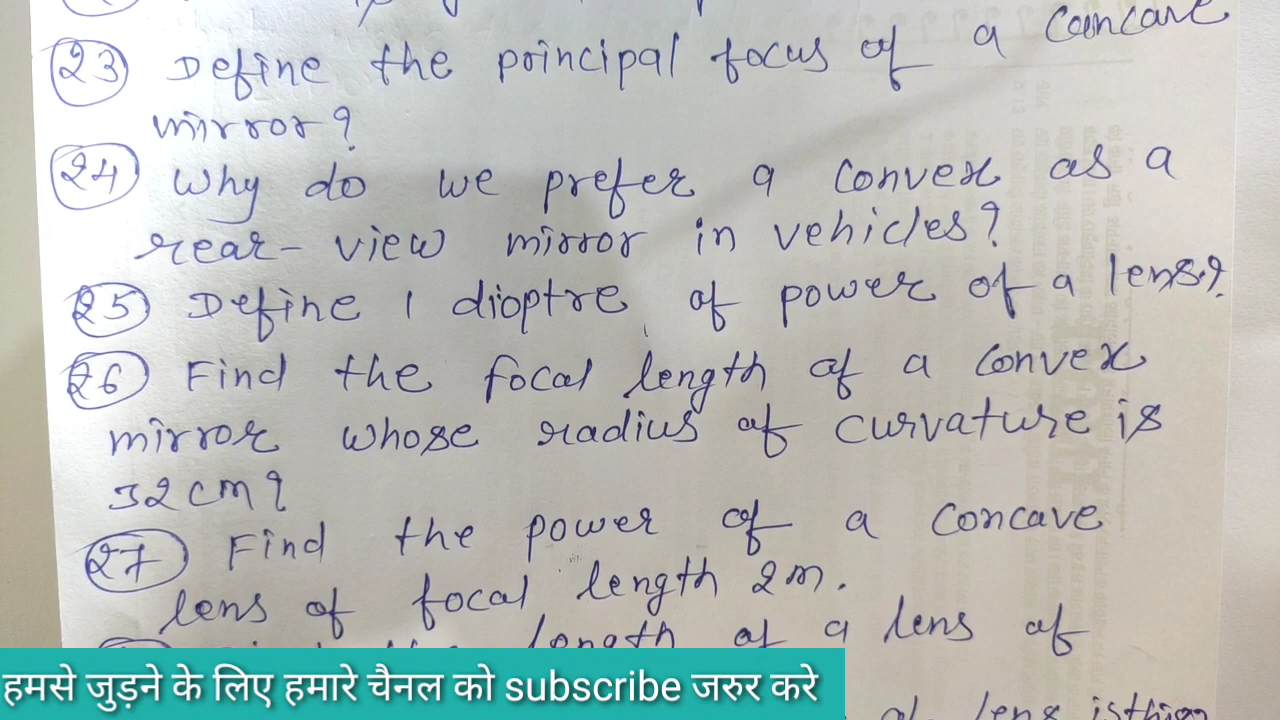 23 Define the principal focus of a Concave
mirror?
24 Why do we prefer a convex as a
rear-view mirror in vehicles?
25 Define 1 dioptre of power of a lens?
26 Find the focal length of a convex
mirror whose radius of curvature is
32 cm?
27 Find the power of a concave
lens of focal length 2m.
length of a lens of
हमसे जुड़ने के लिए हमारे चैनल को subscribe जरुर करे
of lens